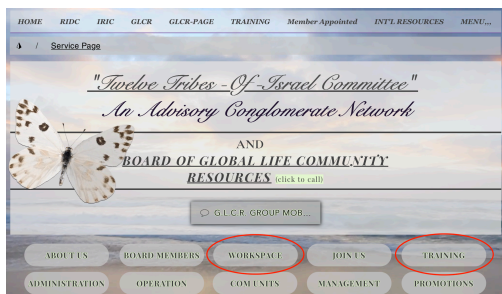 HOME RIDC IRIC GLCR GLCR-PAGE TRAINING Member Appointed INT'L RESOURCES MENU...
/ Service Page
"Twelve Tribes -Of -Israel Committee"
An Advisory Conglomerate Network
AND
BOARD OF GLOBAL LIFE COMMUNITY
RESOURCES (click to call)
G.L.C.R. GROUP MOB...
ABOUT US BOARD MEMBERS WORKSPACE JOIN US TRAINING
ADMINISTRATION OPERATION COM UNITS MANAGEMENT PROMOTIONS